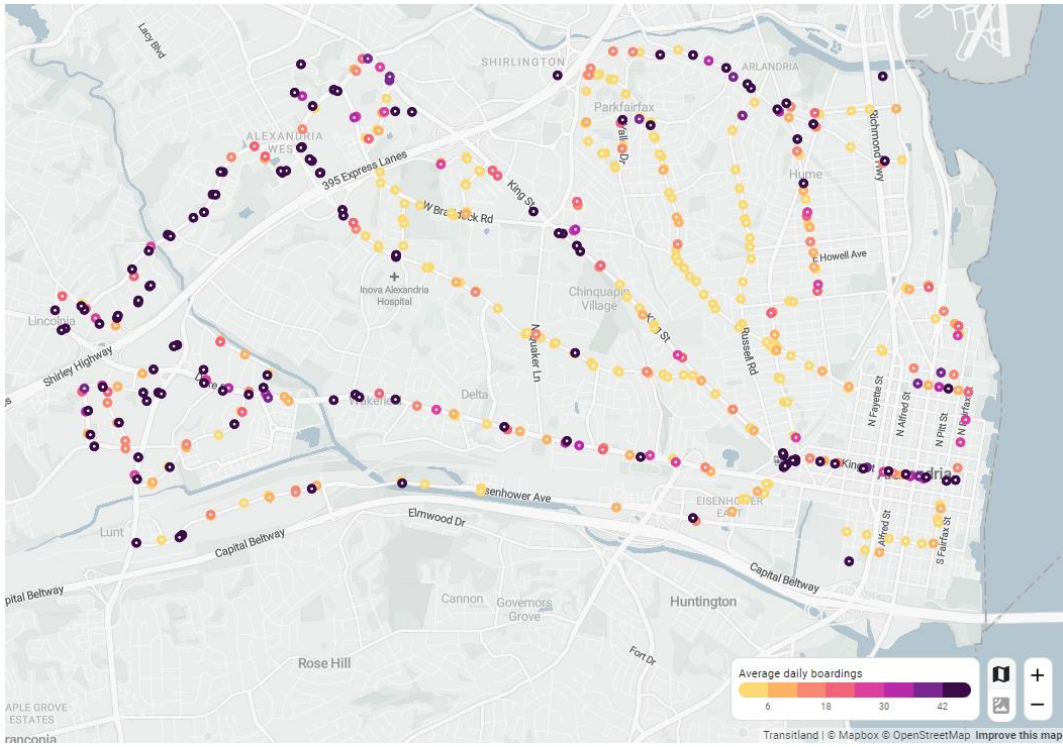 Lacy Blvd
SHIRLINGTON
ARLANDRIA
Parkfairfax
Richmond Hwy
ALEXANDRIA
WEST
395 Express Lanes
Hume
King St
W Braddock Rd
E Howell Ave
Inova Alexandria
Hospital
Chinquapin
Village
Lincolnia
N Quaker Ln
King St
Russell Rd
Shirley Highway
Delta
N Fayette St
N Alfred St
N Pitt St
N Fairfax
King St
Eisenhower Ave
EISENHOWER
EAST
Elmwood Dr
Lunt
Capital Beltway
S Alfred St
S Fairfax St
Capital Beltway
pital Beltway
Cannon
Governors
Grove
Huntington
Rose Hill
Fort Dr
APLE GROVE
ESTATES
ranconia
Average daily boardings
6 18 30 42
+
−
Transitland | © Mapbox © OpenStreetMap Improve this map